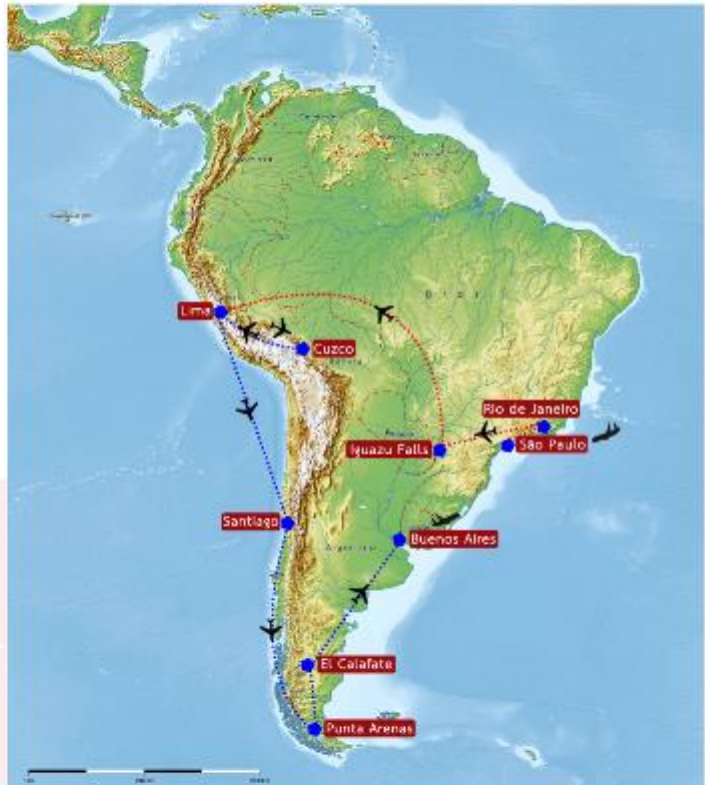 Lima
Cuzco
Rio de Janeiro
Iguazu Falls
São Paulo
Santiago
Buenos Aires
El Calafate
Punta Arenas